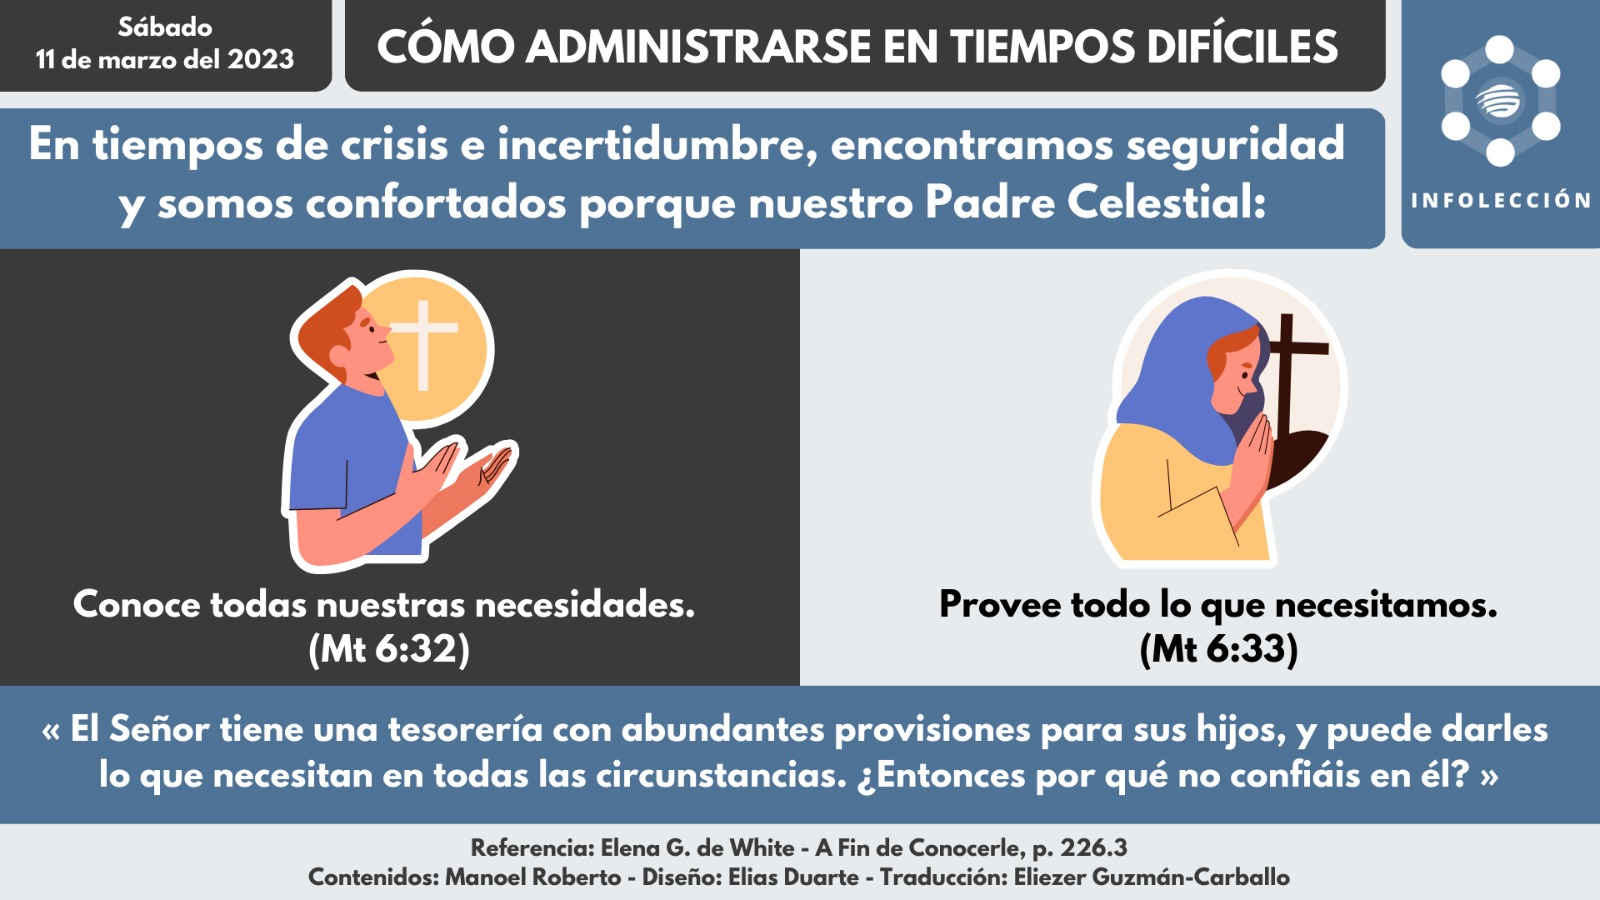 Sábado
11 de marzo del 2023
CÓMO ADMINISTRARSE EN TIEMPOS DIFÍCILES
INFOLECCIÓN
En tiempos de crisis e incertidumbre, encontramos seguridad
y somos confortados porque nuestro Padre Celestial:
Conoce todas nuestras necesidades.
(Mt 6:32)
Provee todo lo que necesitamos.
(Mt 6:33)
« El Señor tiene una tesorería con abundantes provisiones para sus hijos, y puede darles
lo que necesitan en todas las circunstancias. ¿Entonces por qué no confiáis en él? »
Referencia: Elena G. de White - A Fin de Conocerle, p. 226.3
Contenidos: Manoel Roberto - Diseño: Elias Duarte - Traducción: Eliezer Guzmán-Carballo